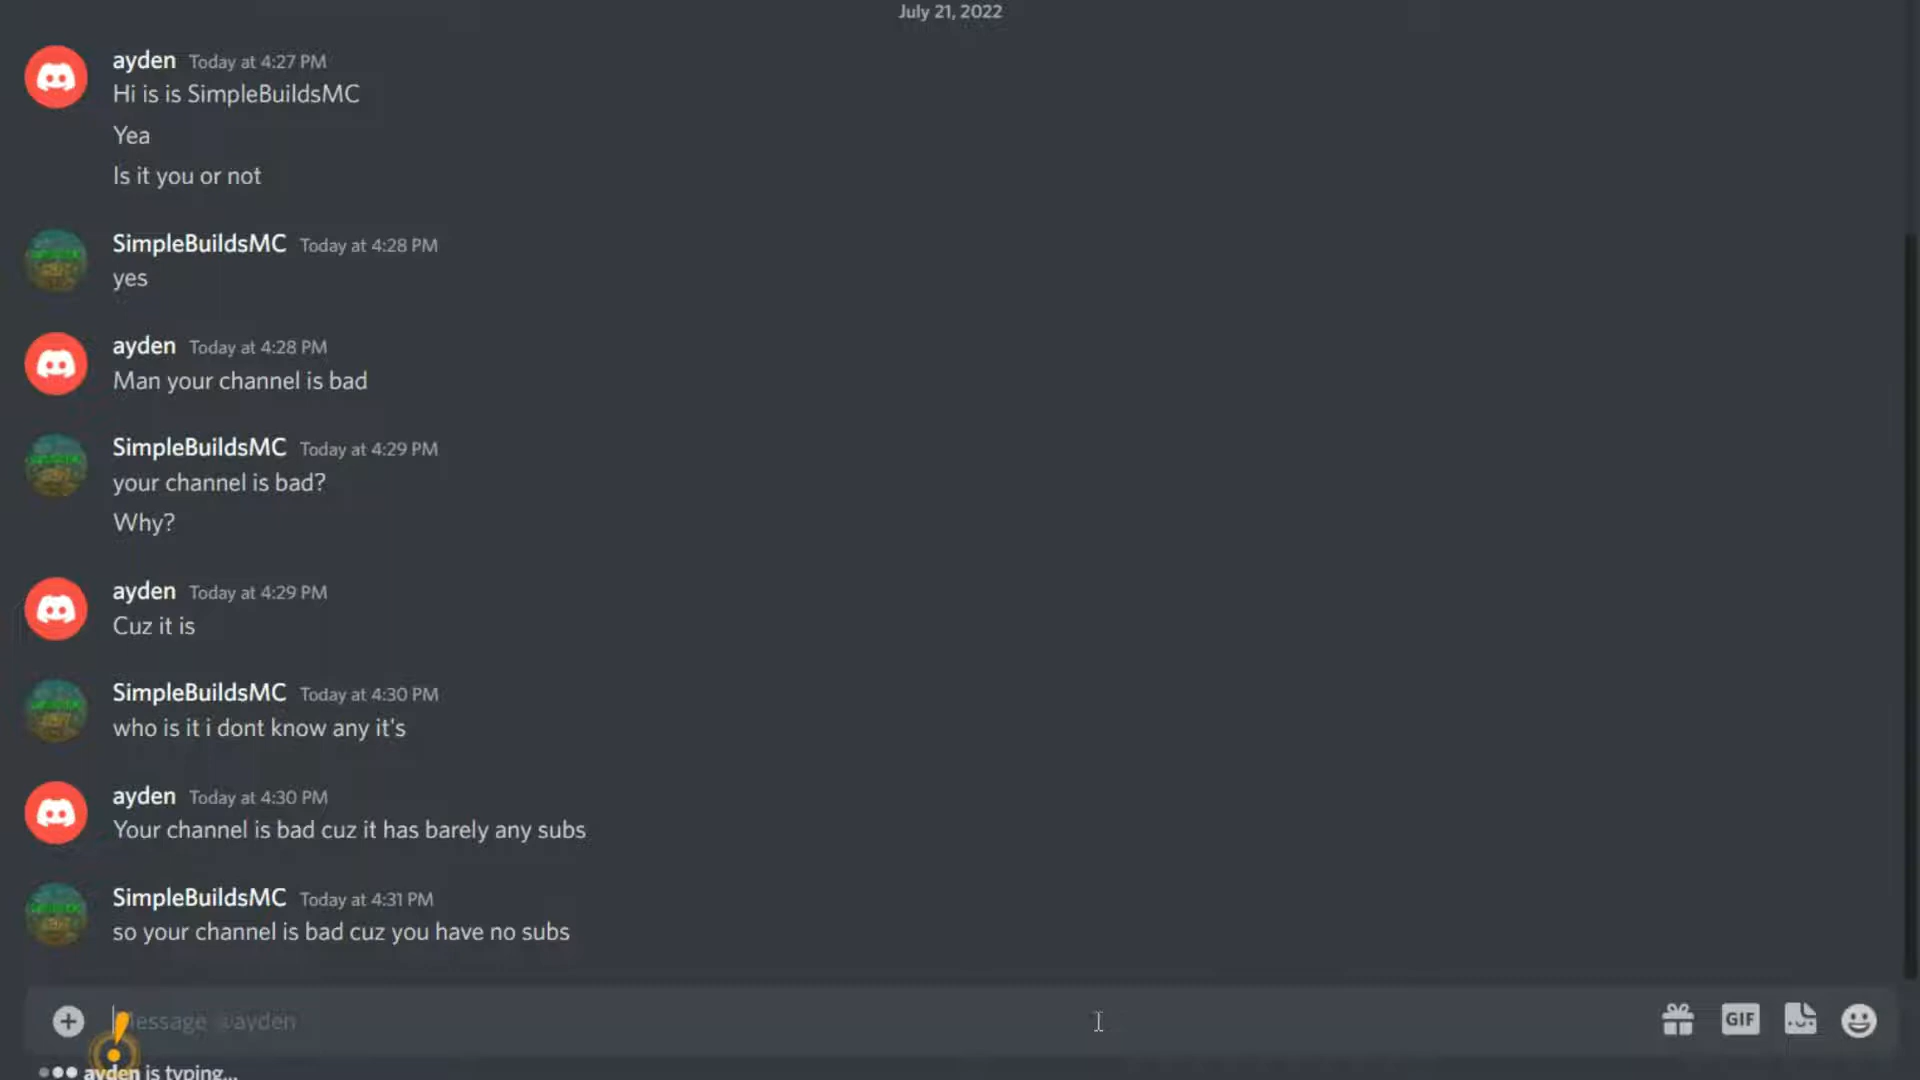 July 21, 2022
ayden Today at 4:27 PM
Hi is is SimpleBuildsMC
Yea
Is it you or not
SimpleBuildsMC Today at 4:28 PM
yes
ayden Today at 4:28 PM
Man your channel is bad
SimpleBuildsMC Today at 4:29 PM
your channel is bad?
Why?
ayden Today at 4:29 PM
Cuz it is
SimpleBuildsMC Today at 4:30 PM
who is it i dont know any it's
ayden Today at 4:30 PM
Your channel is bad cuz it has barely any subs
SimpleBuildsMC Today at 4:31 PM
so your channel is bad cuz you have no subs
Message @ayden
GIF
ayden is typing...